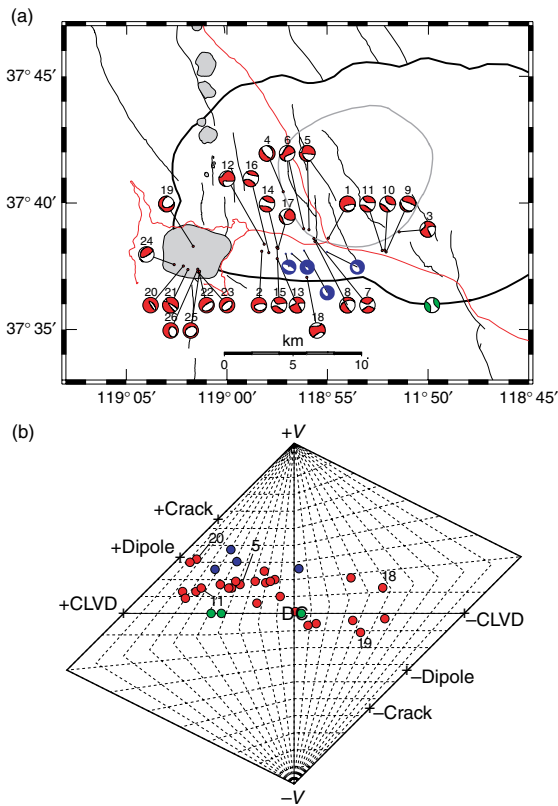 (a)
37° 45′
37° 40′
37° 35′
4 6 5
12 16
19 14 17 1 11 10 9
3
24
20 21 22 23 2 15 13 8 7
26 25 18
km
0 5 10
119° 05′ 119° 00′ 118° 55′ 11° 50′ 118° 45′
(b)
+V
+Crack
+Dipole
+CLVD
20
5
11
DC
18
19
–CLVD
–Dipole
–Crack
–V